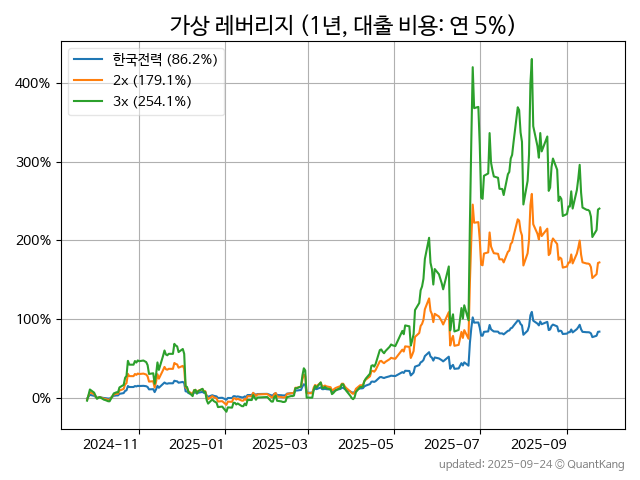 가상 레버리지 (1년, 대출 비용: 연 5%)
한국전력 (86.2%)
2x (179.1%)
3x (254.1%)
400%
300%
200%
100%
0%
2024-11 2025-01 2025-03 2025-05 2025-07 2025-09
updated: 2025-09-24 © QuantKang